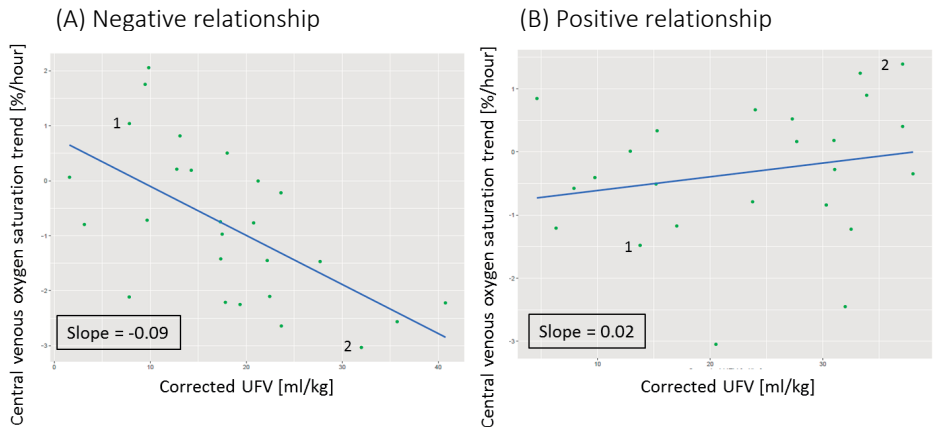 (A) Negative relationship
Central venous oxygen saturation trend [%/hour]
2
1
0
-1
-2
-3
1
2
Slope = -0.09
0
10
20
30
40
Corrected UFV [ml/kg]
(B) Positive relationship
Central venous oxygen saturation trend [%/hour]
1
0
-1
-2
-3
2
1
Slope = 0.02
10
20
30
Corrected UFV [ml/kg]